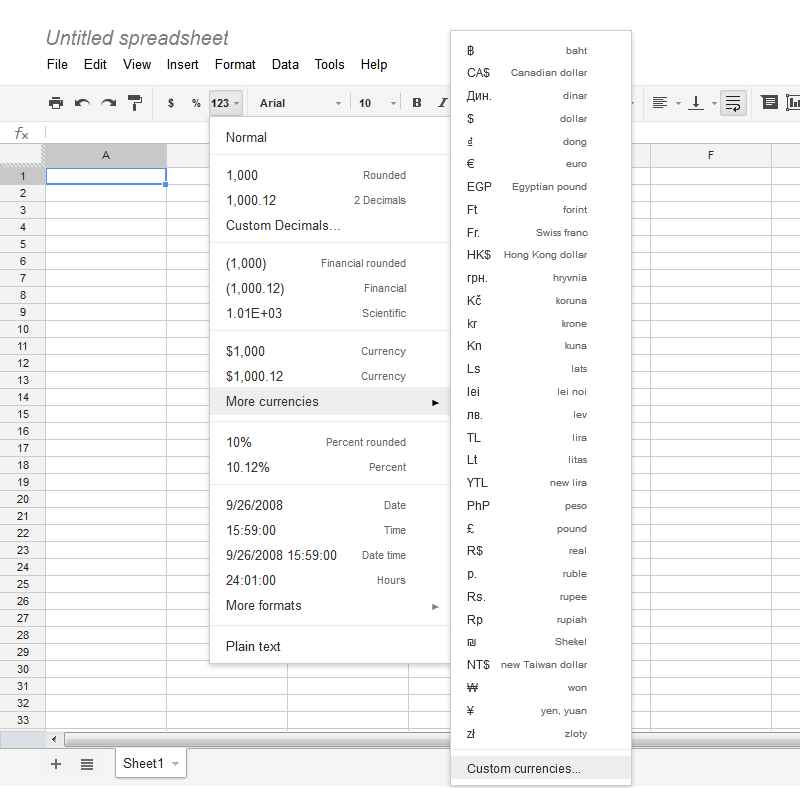 Untitled spreadsheet
File Edit View Insert Format Data Tools Help
$ % 123 Arial 10 B I
fx
A F
1
2
3
4
5
6
7
8
9
10
11
12
13
14
15
16
17
18
19
20
21
22
23
24
25
26
27
28
29
30
31
32
33
Normal
1,000 Rounded
1,000.12 2 Decimals
Custom Decimals...
(1,000) Financial rounded
(1,000.12) Financial
1.01E+03 Scientific
$1,000 Currency
$1,000.12 Currency
More currencies ►
10% Percent rounded
10.12% Percent
9/26/2008 Date
15:59:00 Time
9/26/2008 15:59:00 Date time
24:01:00 Hours
More formats ►
Plain text
฿ baht
CA$ Canadian dollar
Дин. dinar
$ dollar
₫ dong
€ euro
EGP Egyptian pound
Ft forint
Fr. Swiss franc
HK$ Hong Kong dollar
грн. hryvnia
Kč koruna
kr krone
Kn kuna
Ls lats
lei lei noi
лв. lev
TL lira
Lt litas
YTL new lira
PhP peso
£ pound
R$ real
р. ruble
Rs. rupee
Rp rupiah
₪ Shekel
NT$ new Taiwan dollar
₩ won
¥ yen, yuan
zł zloty
Custom currencies...
Sheet1